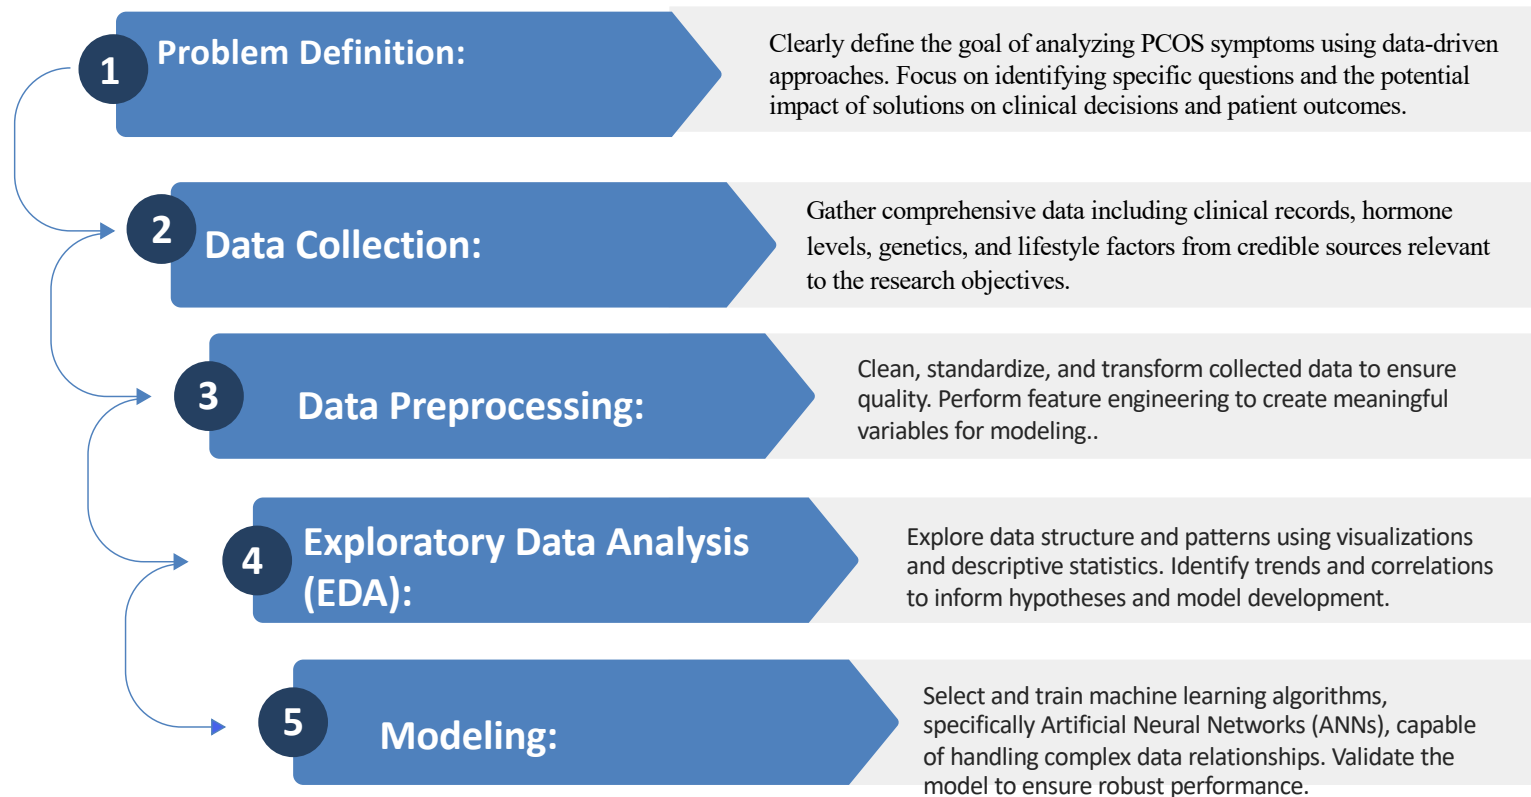 1
Problem Definition:
Clearly define the goal of analyzing PCOS symptoms using data-driven
approaches. Focus on identifying specific questions and the potential
impact of solutions on clinical decisions and patient outcomes.
2
Data Collection:
Gather comprehensive data including clinical records, hormone
levels, genetics, and lifestyle factors from credible sources relevant
to the research objectives.
3
Data Preprocessing:
Clean, standardize, and transform collected data to ensure
quality. Perform feature engineering to create meaningful
variables for modeling..
4
Exploratory Data Analysis
(EDA):
Explore data structure and patterns using visualizations
and descriptive statistics. Identify trends and correlations
to inform hypotheses and model development.
5
Modeling:
Select and train machine learning algorithms,
specifically Artificial Neural Networks (ANNs), capable
of handling complex data relationships. Validate the
model to ensure robust performance.